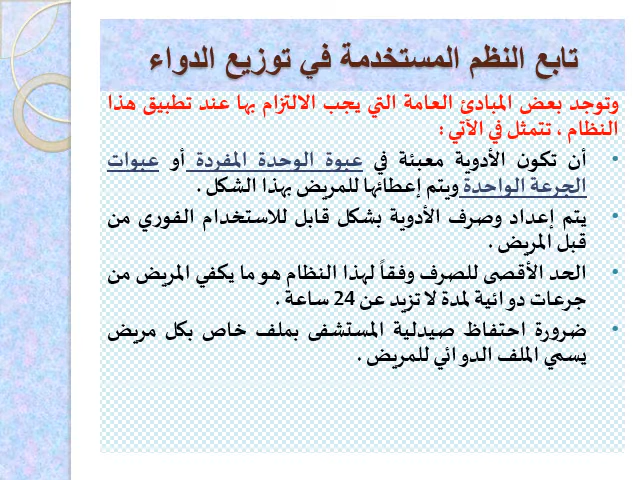 تابع النظم المستخدمة في توزيع الدواء
وتوجد بعض المبادئ العامة التي يجب الالتزام بها عند تطبيق هذا
النظام ، تتمثل في الآتي :
• أن تكون الأدوية معبئة في عبوة الوحدة المفردة أو عبوات
الجرعة الواحدة ويتم إعطائها للمريض بهذا الشكل .
• يتم إعداد وصرف الأدوية بشكل قابل للاستخدام الفوري من
قبل المريض .
• الحد الأقصى للصرف وفقاً لهذا النظام هو ما يكفي المريض من
جرعات دوائية لمدة لا تزيد عن 24 ساعة .
• ضرورة احتفاظ صيدلية المستشفى بملف خاص بكل مريض
يسمي الملف الدوائي للمريض .